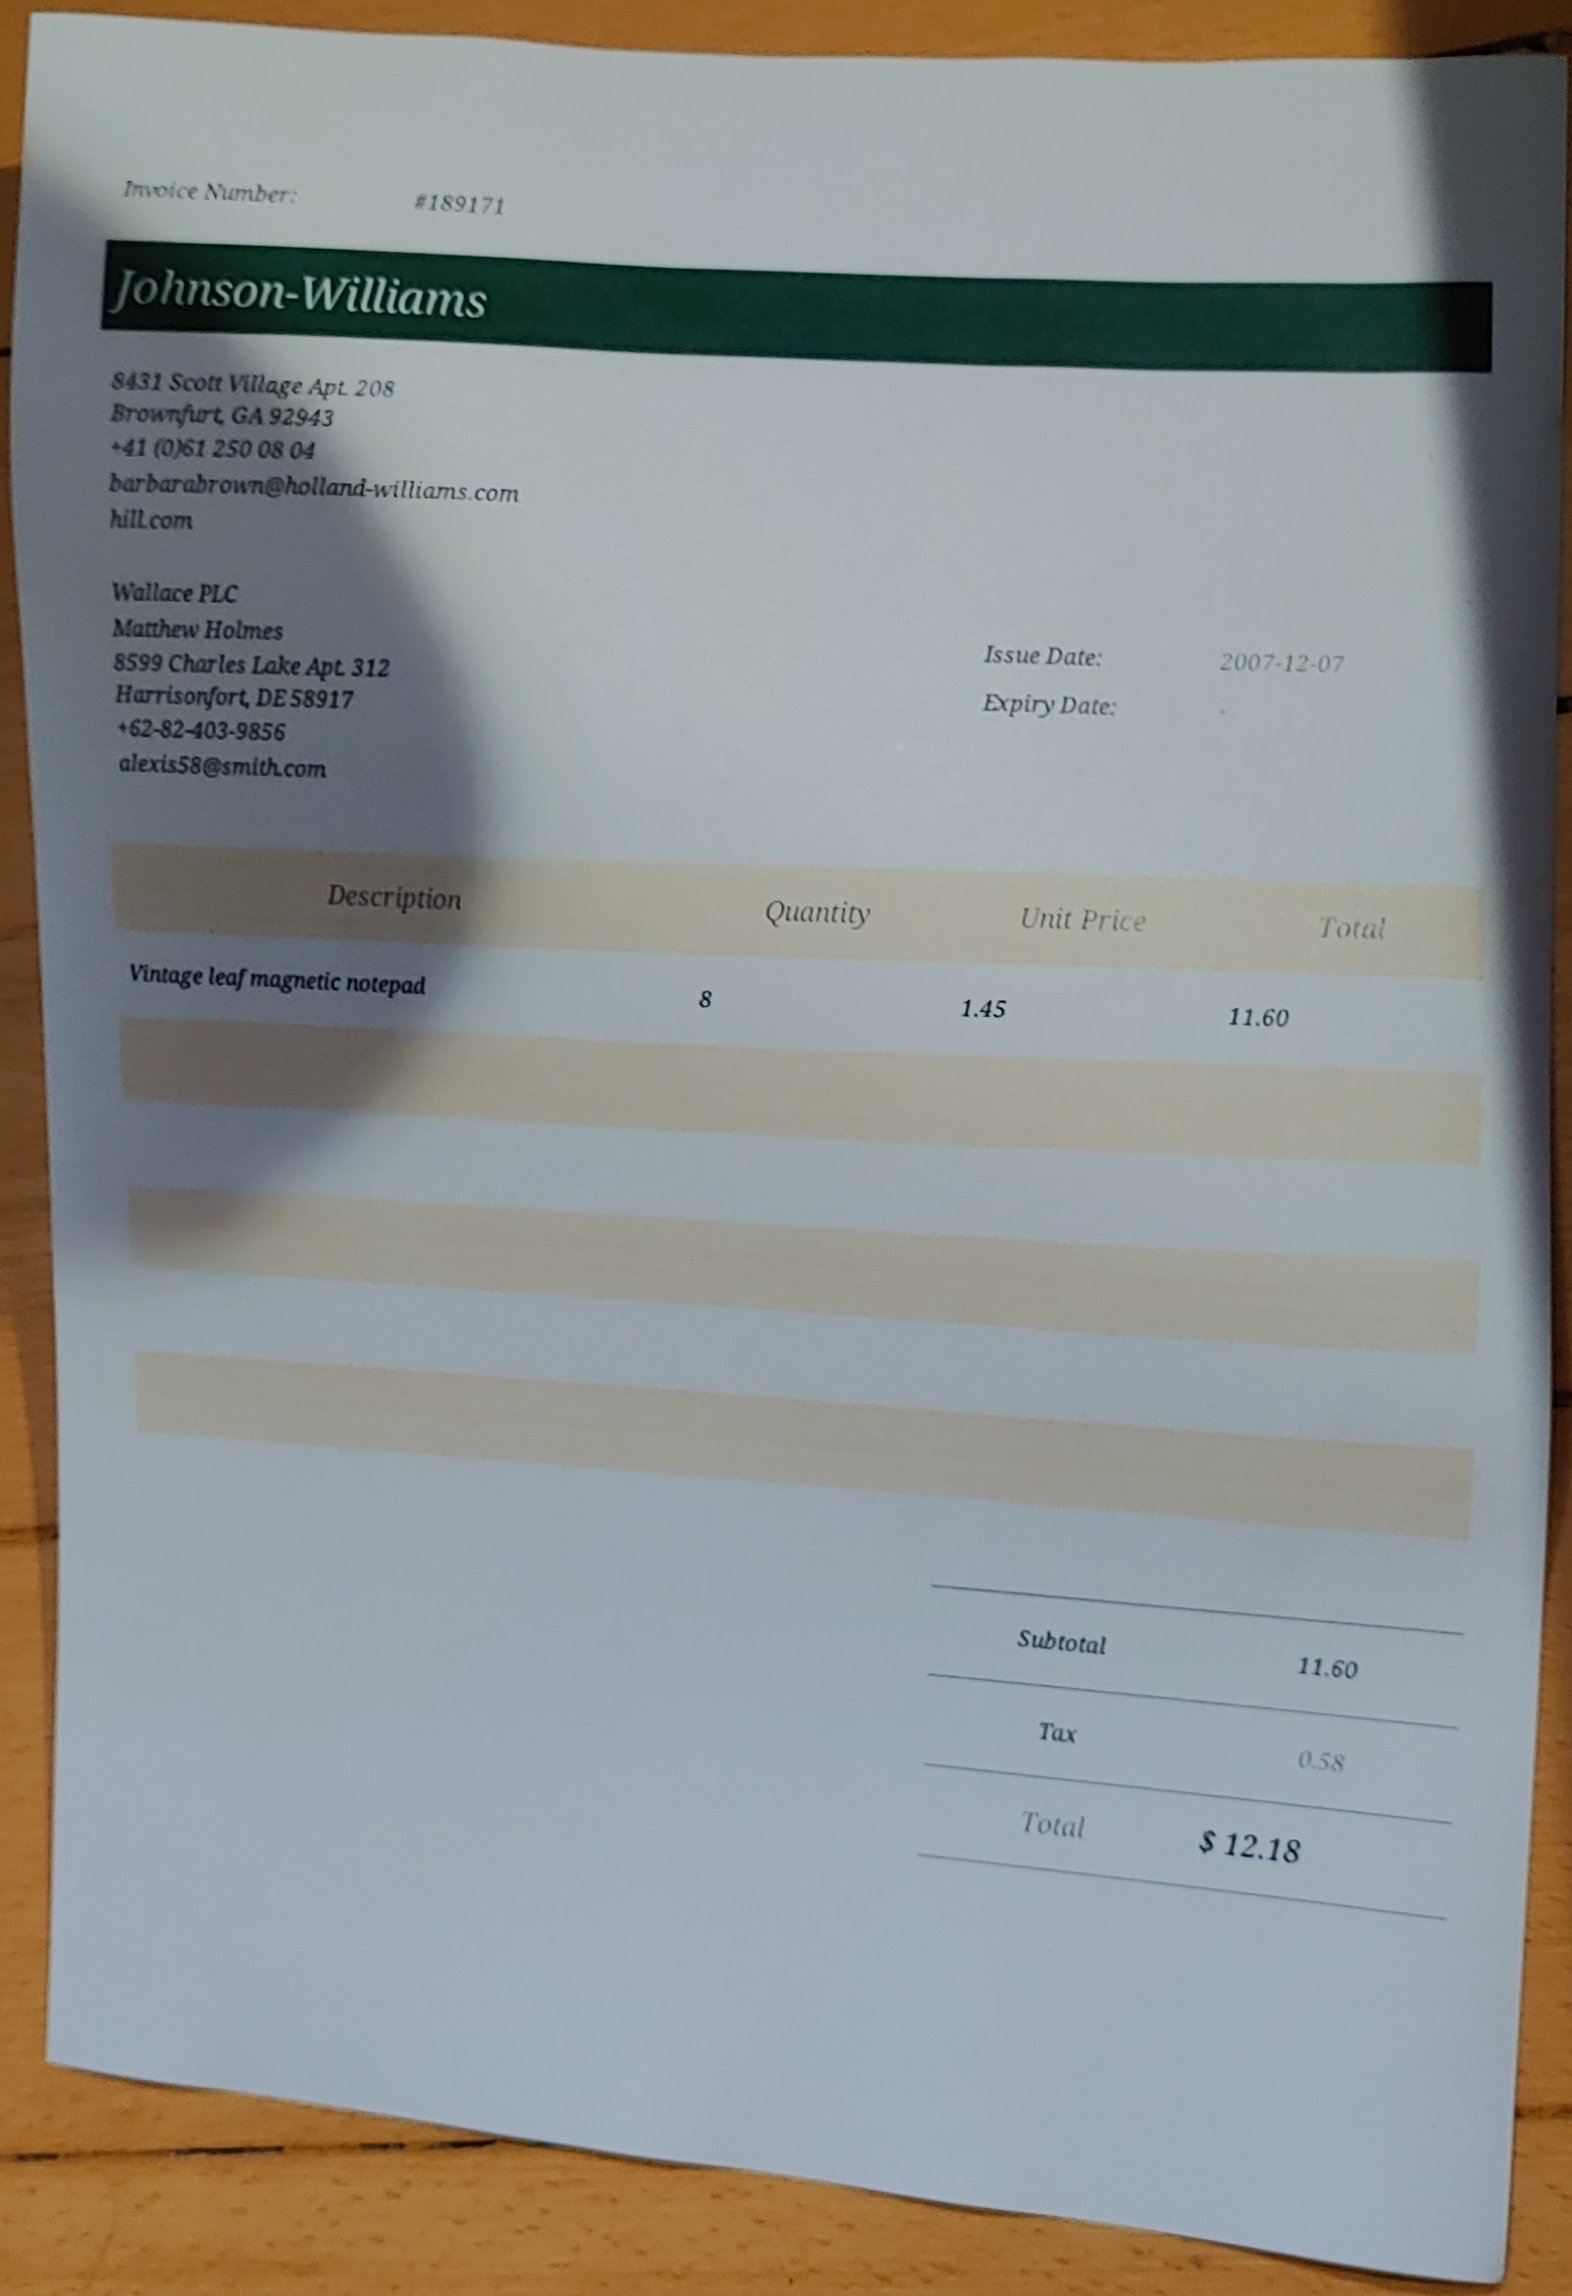 Invoice Number: #189171
Johnson-Williams
8431 Scott Village Apt. 208
Brownfurt, GA 92943
+41 (0)61 250 08 04
barbarabrown@holland-williams.com
hill.com
Wallace PLC
Matthew Holmes
8599 Charles Lake Apt. 312
Harrisonfort, DE 58917
+62-82-403-9856
alexis58@smith.com
Issue Date: 2007-12-07
Expiry Date: -
Description Quantity Unit Price Total
Vintage leaf magnetic notepad 8 1.45 11.60
Subtotal 11.60
Tax 0.58
Total $ 12.18